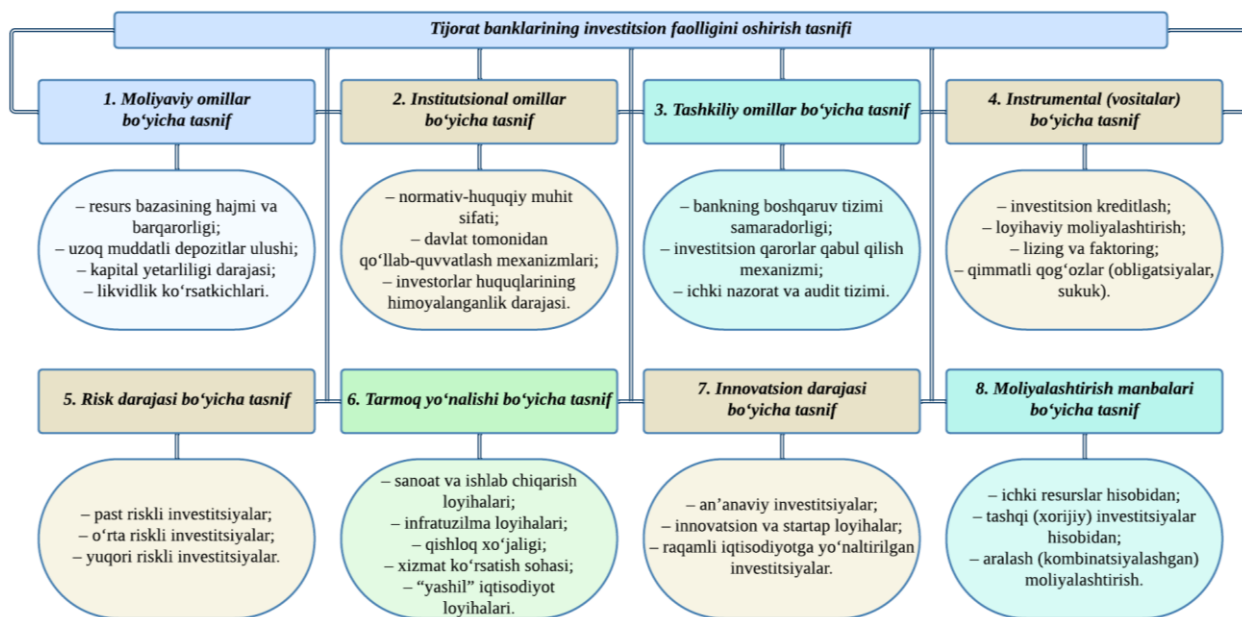 Tijorat banklarining investitsion faolligini oshirish tasnifi
1. Moliyaviy omillar
bo‘yicha tasnif
2. Institutsional omillar
bo‘yicha tasnif
3. Tashkiliy omillar bo‘yicha tasnif
4. Instrumental (vositalar)
bo‘yicha tasnif
– resurs bazasining hajmi va
barqarorligi;
– uzoq muddatli depozitlar ulushi;
– kapital yetarliligi darajasi;
– likvidlik ko‘rsatkichlari.
– normativ-huquqiy muhit
sifati;
– davlat tomonidan
qo‘llab-quvvatlash mexanizmlari;
– investorlar huquqlarining
himoyalanganlik darajasi.
– bankning boshqaruv tizimi
samaradorligi;
– investitsion qarorlar qabul qilish
mexanizmi;
– ichki nazorat va audit tizimi.
– investitsion kreditlash;
– loyihaviy moliyalashtirish;
– lizing va faktoring;
– qimmatli qog‘ozlar (obligatsiyalar,
sukuk).
5. Risk darajasi bo‘yicha tasnif
6. Tarmoq yo‘nalishi bo‘yicha tasnif
7. Innovatsion darajasi
bo‘yicha tasnif
8. Moliyalashtirish manbalari
bo‘yicha tasnif
– past riskli investitsiyalar;
– o‘rta riskli investitsiyalar;
– yuqori riskli investitsiyalar.
– sanoat va ishlab chiqarish
loyihalari;
– infratuzilma loyihalari;
– qishloq xo‘jaligi;
– xizmat ko‘rsatish sohasi;
– “yashil” iqtisodiyot
loyihalari.
– an’anaviy investitsiyalar;
– innovatsion va startap loyihalar;
– raqamli iqtisodiyotga yo‘naltirilgan
investitsiyalar.
– ichki resurslar hisobidan;
– tashqi (xorijiy) investitsiyalar
hisobidan;
– aralash (kombinatsiyalashgan)
moliyalashtirish.